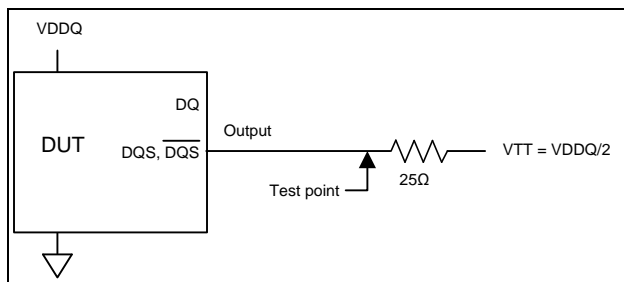 VDDQ
DQ
Output
DUT
DQS, DQS
VTT = VDDQ/2
Test point
25Ω